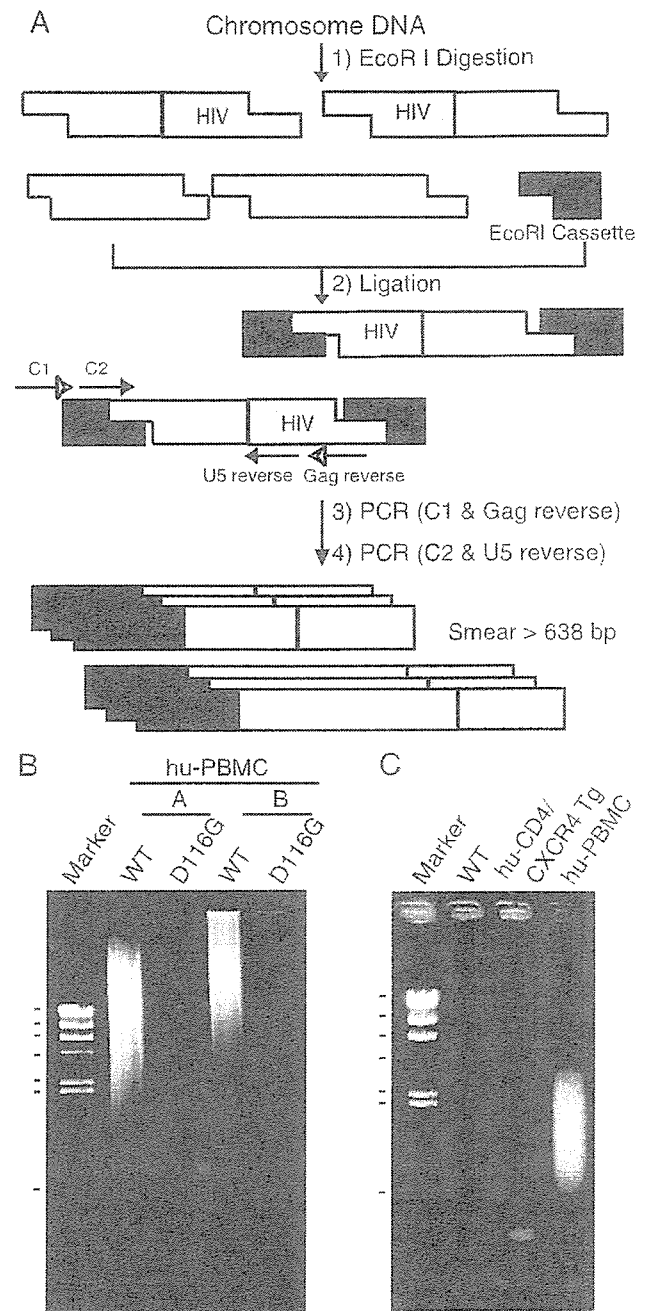 A
Chromosome DNA
1) EcoR I Digestion
HIV
HIV
EcoRI Cassette
2) Ligation
HIV
C1
C2
HIV
U5 reverse
Gag reverse
3) PCR (C1 & Gag reverse)
4) PCR (C2 & U5 reverse)
Smear > 638 bp
B
hu-PBMC
A
B
Marker
WT
D116G
WT
D116G
C
Marker
WT
hu-CD4/
CXCR4 Tg
hu-PBMC